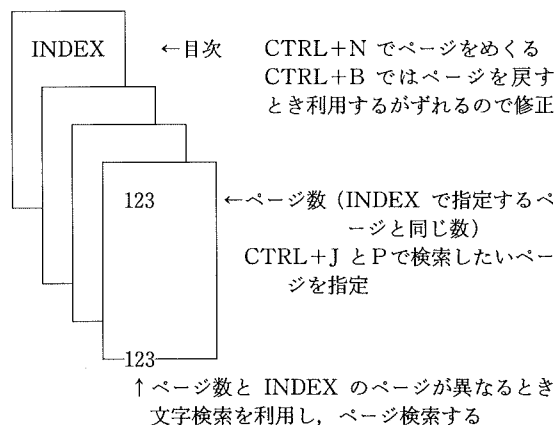 INDEX
←目次
CTRL+N でページをめくる
CTRL+B ではページを戻す
とき利用するがずれるので修正
123
←ページ数（INDEX で指定するペ
ージと同じ数）
CTRL+J とPで検索したいペー
ジを指定
123
↑ページ数と INDEX のページが異なるとき
文字検索を利用し，ページ検索する